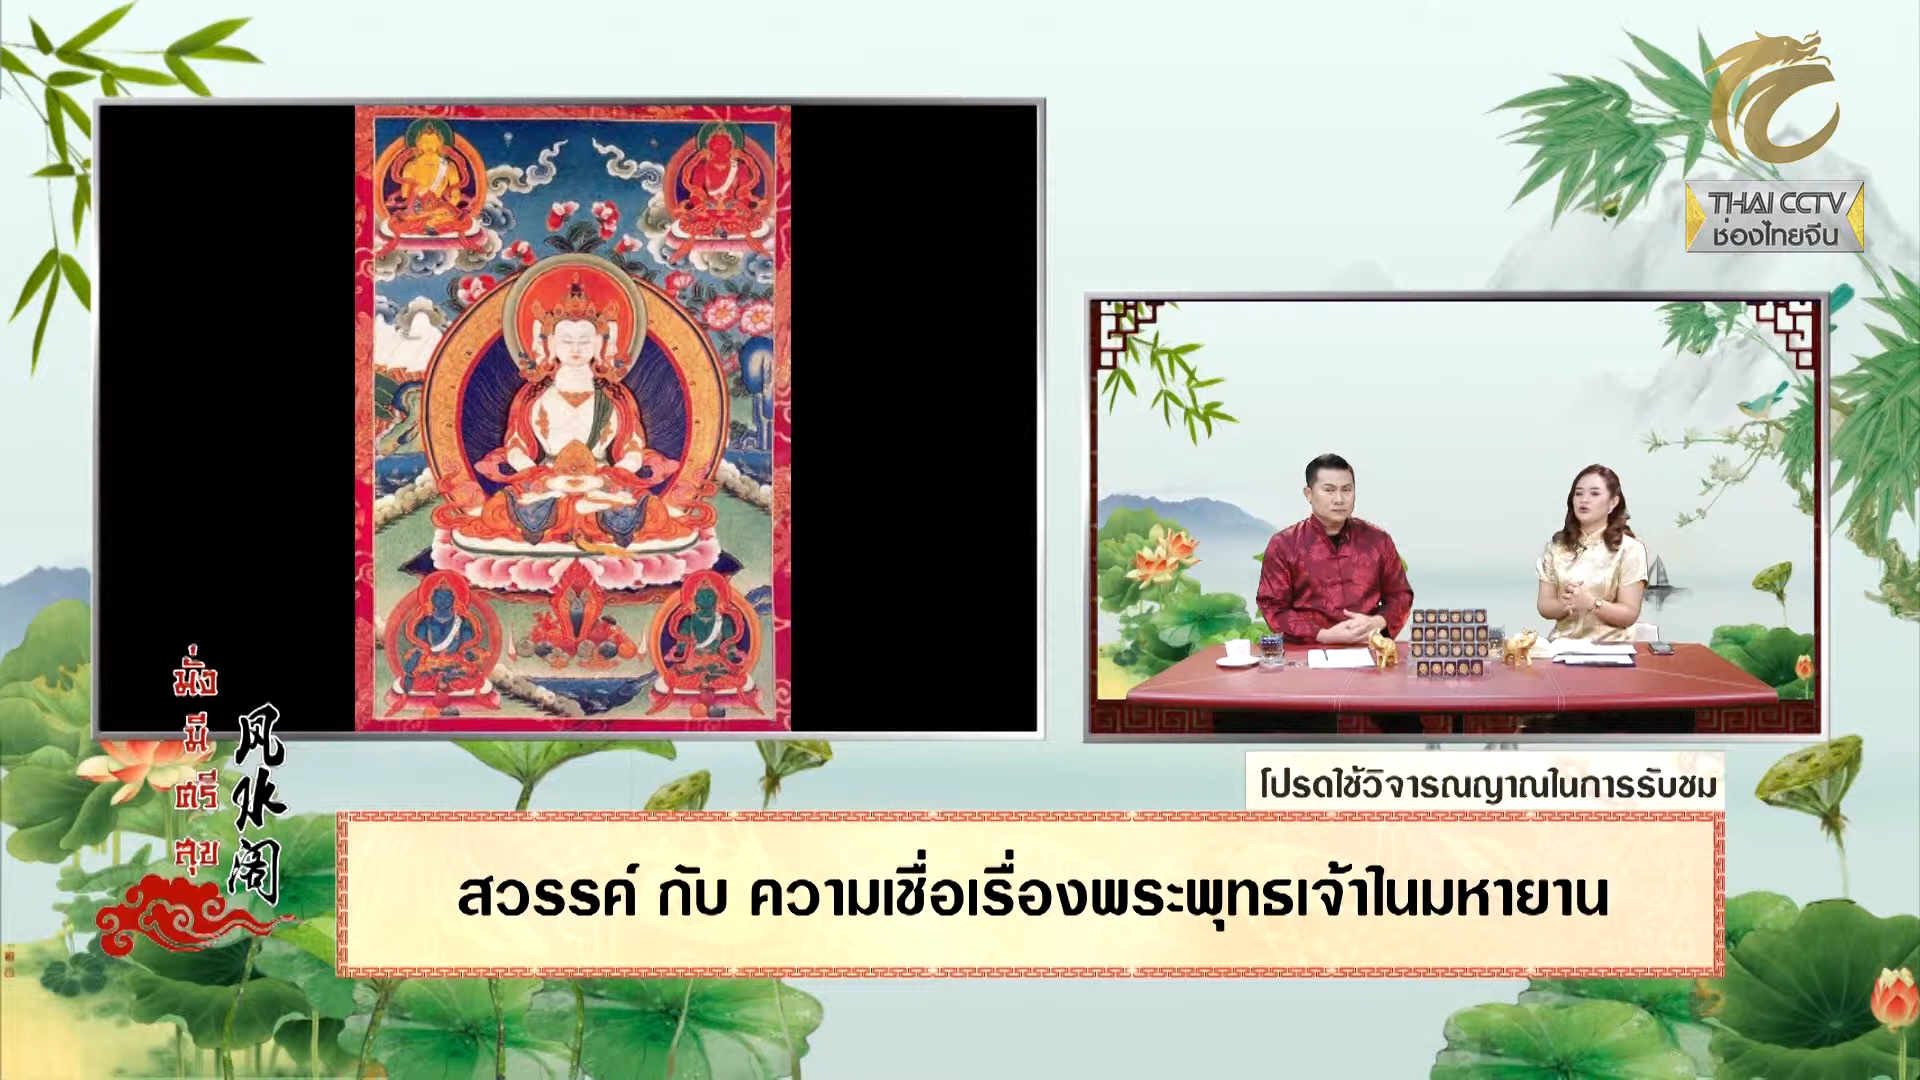 THAI CCTV
ช่องไทยจีน
มั่ง
มี
ศรี
สุข
风水阁
โปรดใช้วิจารณญาณในการรับชม
สวรรค์ กับ ความเชื่อเรื่องพระพุทธเจ้าในมหายาน